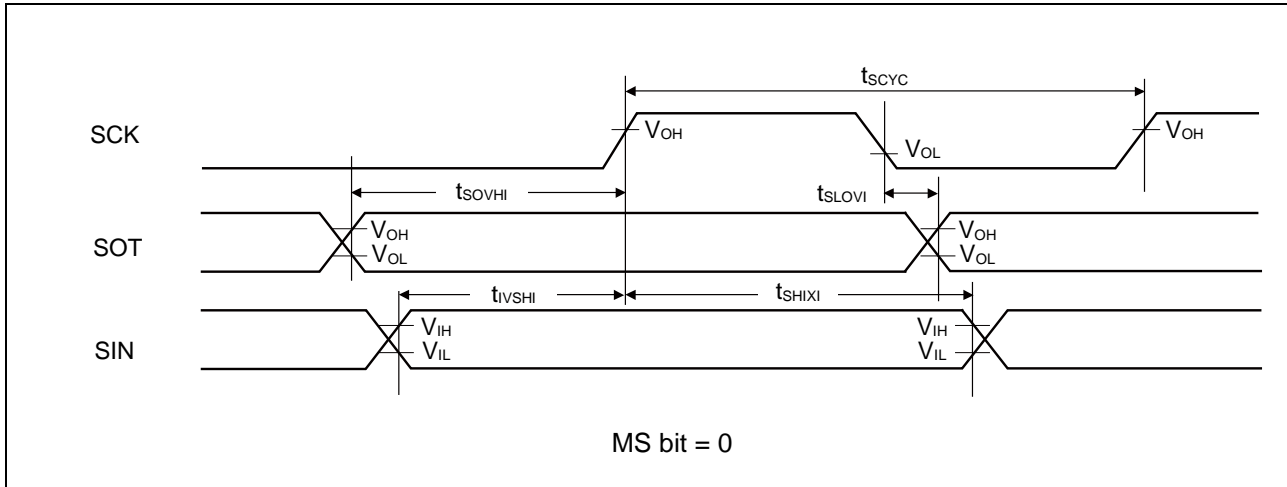 tSCYC
SCK
VOH
VOL
VOH
tSOVHI
tSLOVI
SOT
VOH
VOL
VOH
VOL
tIVSHI
tSHIXI
SIN
VIH
VIL
VIH
VIL
MS bit = 0